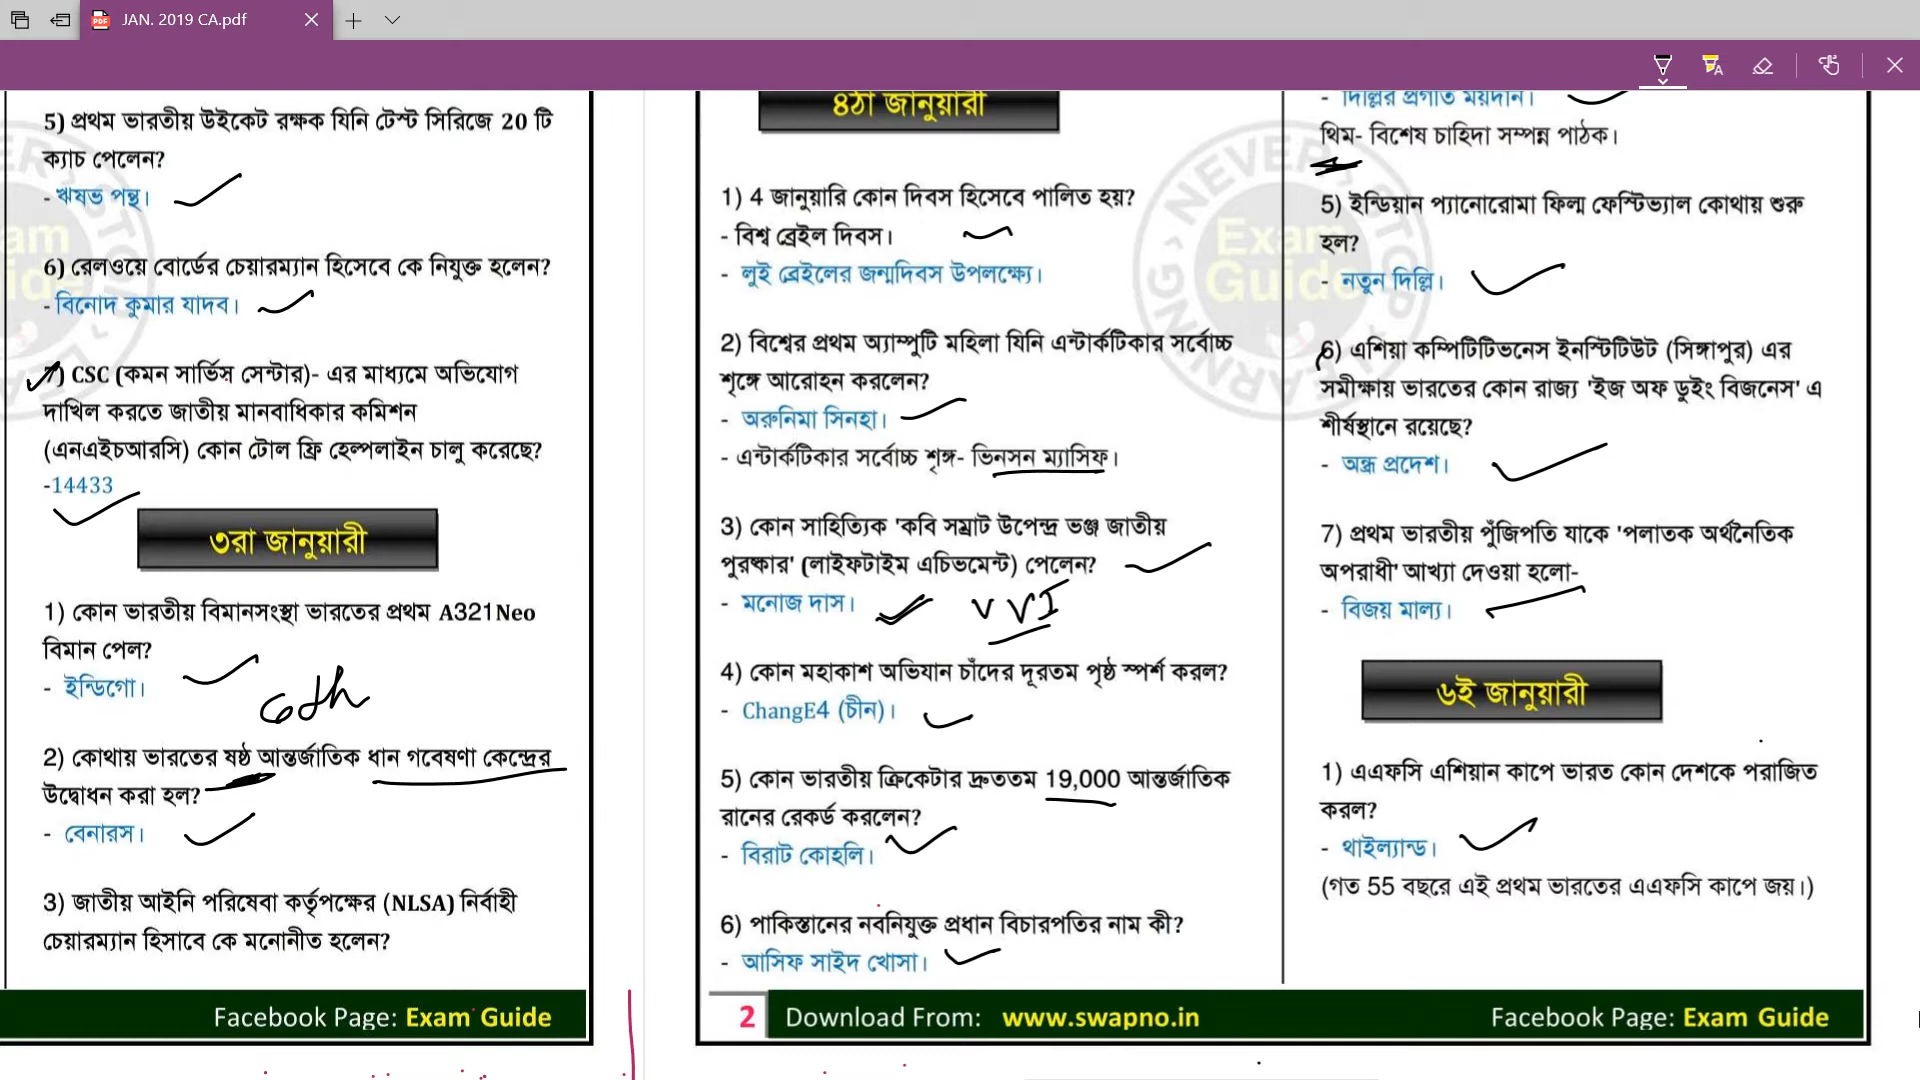 JAN. 2019 CA.pdf
5) প্রথম ভারতীয় উইকেট রক্ষক যিনি টেস্ট সিরিজে 20 টি
ক্যাচ পেলেন?
- ঋষভ পন্থ।
6) রেলওয়ে বোর্ডের চেয়ারম্যান হিসেবে কে নিযুক্ত হলেন?
- বিনোদ কুমার যাদব।
7) CSC (কমন সার্ভিস সেন্টার)- এর মাধ্যমে অভিযোগ
দাখিল করতে জাতীয় মানবাধিকার কমিশন
(এনএইচআরসি) কোন টোল ফ্রি হেল্পলাইন চালু করেছে?
-14433
৩রা জানুয়ারী
1) কোন ভারতীয় বিমানসংস্থা ভারতের প্রথম A321Neo
বিমান পেল?
- ইন্ডিগো।
6th
2) কোথায় ভারতের ষষ্ঠ আন্তর্জাতিক ধান গবেষণা কেন্দ্রের
উদ্বোধন করা হল?
- বেনারস।
3) জাতীয় আইনি পরিষেবা কর্তৃপক্ষের (NLSA) নির্বাহী
চেয়ারম্যান হিসাবে কে মনোনীত হলেন?
Facebook Page: Exam Guide
৪ঠা জানুয়ারী
1) 4 জানুয়ারি কোন দিবস হিসেবে পালিত হয়?
- বিশ্ব ব্রেইল দিবস।
- লুই ব্রেইলের জন্মদিবস উপলক্ষ্যে।
2) বিশ্বের প্রথম অ্যাম্পুটি মহিলা যিনি এন্টার্কটিকার সর্বোচ্চ
শৃঙ্গে আরোহন করলেন?
- অরুনিমা সিনহা।
- এন্টার্কটিকার সর্বোচ্চ শৃঙ্গ- ভিনসন ম্যাসিফ।
3) কোন সাহিত্যিক 'কবি সম্রাট উপেন্দ্র ভঞ্জ জাতীয়
পুরষ্কার' (লাইফটাইম এচিভমেন্ট) পেলেন?
- মনোজ দাস।
V V I
4) কোন মহাকাশ অভিযান চাঁদের দূরতম পৃষ্ঠ স্পর্শ করল?
- ChangE4 (চীন)।
5) কোন ভারতীয় ক্রিকেটার দ্রুততম 19,000 আন্তর্জাতিক
রানের রেকর্ড করলেন?
- বিরাট কোহলি।
6) পাকিস্তানের নবনিযুক্ত প্রধান বিচারপতির নাম কী?
- আসিফ সাইদ খোসা।
- দিল্লির প্রগতি ময়দান।
থিম- বিশেষ চাহিদা সম্পন্ন পাঠক।
5) ইন্ডিয়ান প্যানোরোমা ফিল্ম ফেস্টিভ্যাল কোথায় শুরু
হল?
- নতুন দিল্লি।
6) এশিয়া কম্পিটিটিভনেস ইনস্টিটিউট (সিঙ্গাপুর) এর
সমীক্ষায় ভারতের কোন রাজ্য 'ইজ অফ ডুইং বিজনেস' এ
শীর্ষস্থানে রয়েছে?
- অন্ধ্র প্রদেশ।
7) প্রথম ভারতীয় পুঁজিপতি যাকে 'পলাতক অর্থনৈতিক
অপরাধী' আখ্যা দেওয়া হলো-
- বিজয় মাল্য।
৬ই জানুয়ারী
1) এএফসি এশিয়ান কাপে ভারত কোন দেশকে পরাজিত
করল?
- থাইল্যান্ড।
(গত 55 বছরে এই প্রথম ভারতের এএফসি কাপে জয়।)
NEVER STOP LEARNING
Exam
Guide
2 Download From: www.swapno.in
Facebook Page: Exam Guide